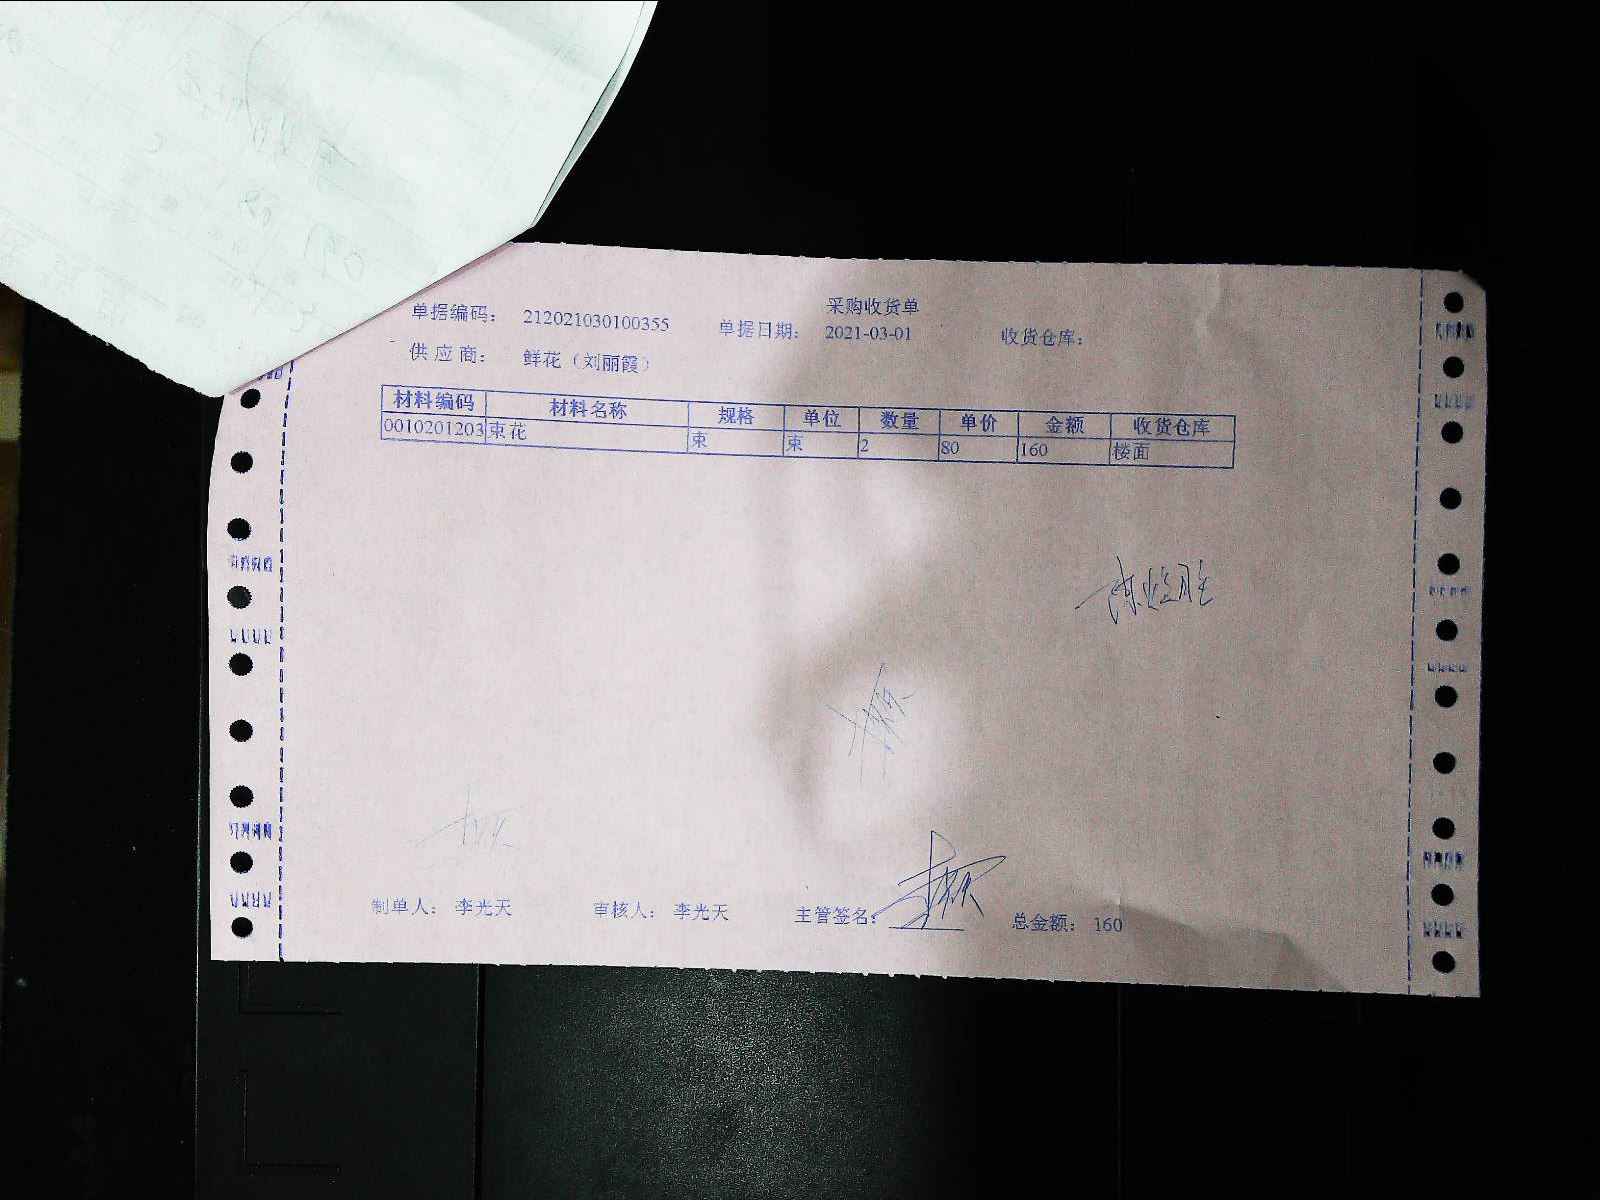 采购收货单
单据编码： 212021030100355 单据日期： 2021-03-01 收货仓库：
供 应 商： 鲜花（刘丽霞）
材料编码 材料名称 规格 单位 数量 单价 金额 收货仓库
0010201203 束花 束 束 2 80 160 楼面
制单人： 李光天 审核人： 李光天 主管签名： 总金额： 160